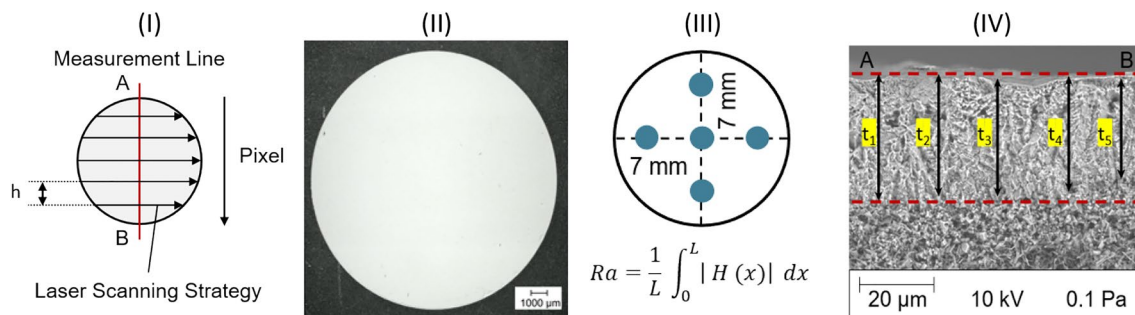 (I)
Measurement Line
A
Pixel
h
B
Laser Scanning Strategy
(II)
1000 µm
(III)
7 mm
7 mm
Ra = 1/L ∫₀ᴸ | H (x)| dx
(IV)
A B
t₁ t₂ t₃ t₄ t₅
20 µm 10 kV 0.1 Pa